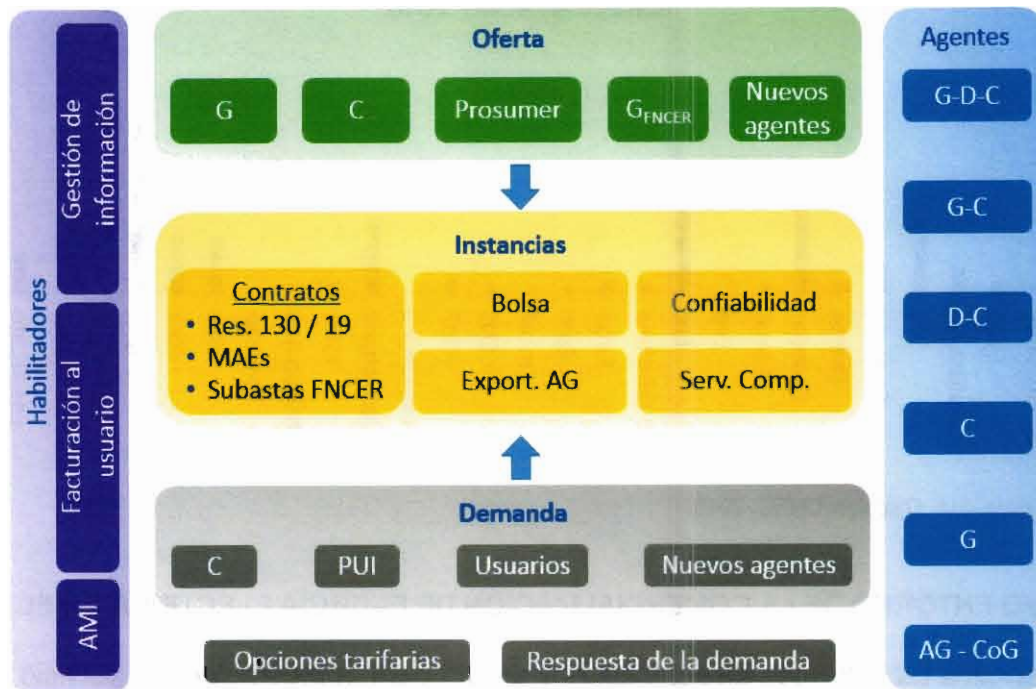 Habilitadores
Gestión de
información
Facturación al
usuario
AMI
Oferta
G
C
Prosumer
G_FNCER
Nuevos
agentes
Instancias
Contratos
• Res. 130 / 19
• MAEs
• Subastas FNCER
Bolsa
Confiabilidad
Export. AG
Serv. Comp.
Demanda
C
PUI
Usuarios
Nuevos agentes
Opciones tarifarias
Respuesta de la demanda
Agentes
G-D-C
G-C
D-C
C
G
AG - CoG